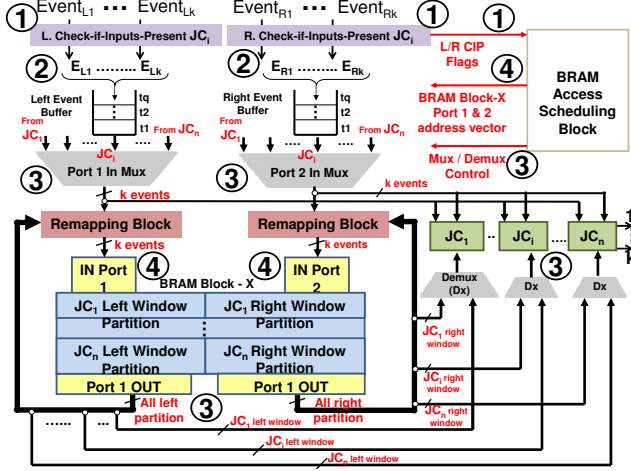 Event_L1 ••• Event_Lk
Event_R1 ••• Event_Rk
1
L. Check-if-Inputs-Present JC_i
R. Check-if-Inputs-Present JC_i
1
1
L/R CIP
Flags
4
BRAM
Access
Scheduling
Block
BRAM Block-X
Port 1 & 2
address vector
Mux / Demux
Control
3
2
E_L1 ......... E_Lk
2
E_R1 ......... E_Rk
Left Event
Buffer
tq
t2
t1
Right Event
Buffer
tq
t2
t1
From
JC_1
....
....
From JC_n
From
JC_1
....
....
From JC_n
JC_i
Port 1 In Mux
JC_i
Port 2 In Mux
3
3
k events
k events
Remapping Block
Remapping Block
k events
k events
JC_1
..
JC_i
....
JC_n
1
k
3
IN Port
1
4
BRAM Block - X
4
IN Port
2
Demux
(Dx)
Dx
Dx
JC_1 Left Window
Partition
JC_1 Right Window
Partition
JC_n Left Window
Partition
JC_n Right Window
Partition
Port 1 OUT
Port 1 OUT
JC_1 right
window
JC_i right
window
JC_n right
window
All left
partition
3
All right
partition
...... ...
JC_1 left window
JC_i left window
JC_n left window